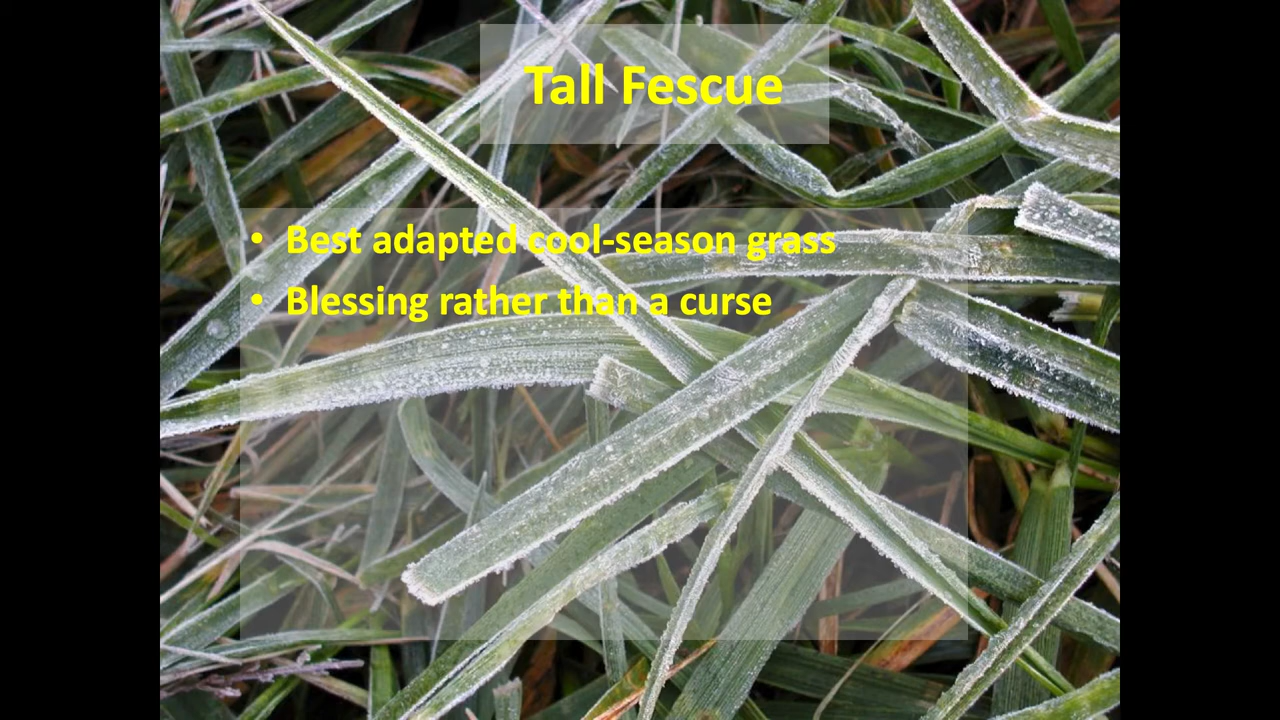 Tall Fescue
• Best adapted cool-season grass
• Blessing rather than a curse